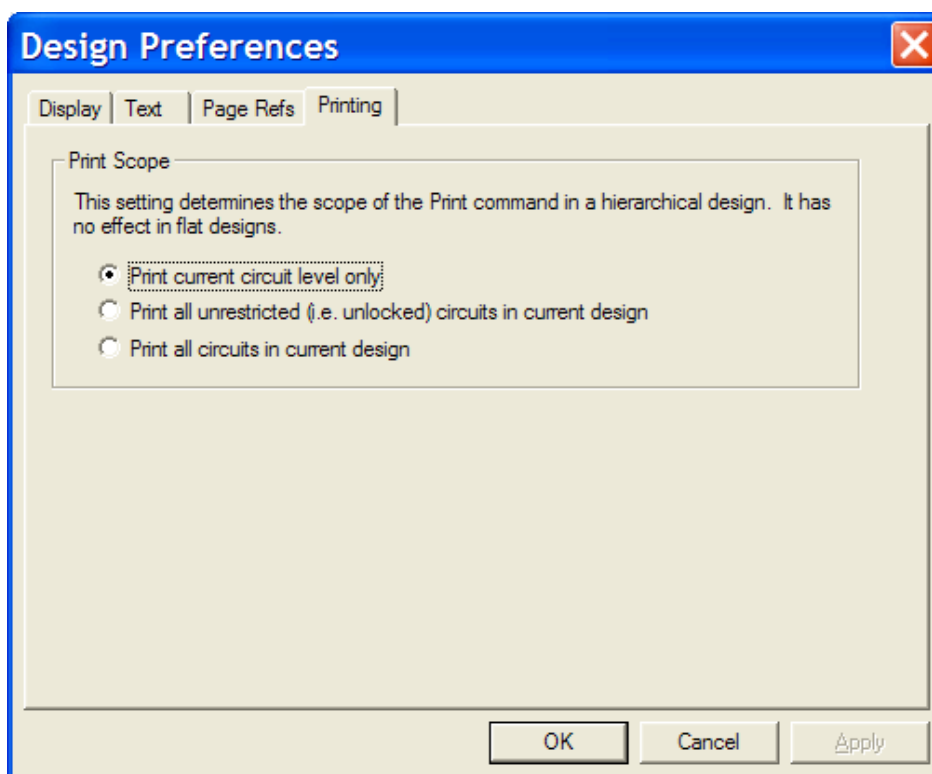 Design Preferences
Display Text Page Refs Printing
Print Scope
This setting determines the scope of the Print command in a hierarchical design. It has
no effect in flat designs.
Print current circuit level only
Print all unrestricted (i.e. unlocked) circuits in current design
Print all circuits in current design
OK Cancel Apply